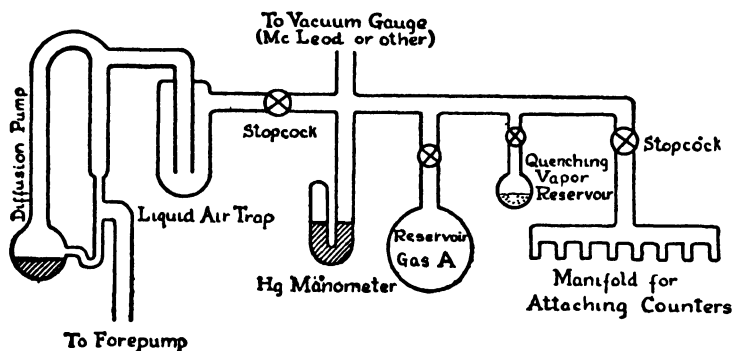 To Vacuum Gauge
(Mc Leod or other)
Diffusion Pump
Stopcock
Stopcock
Quenching
Vapor
Reservoir
Liquid Air Trap
Reservoir
Gas A
Hg Manometer
Manifold for
Attaching Counters
To Forepump